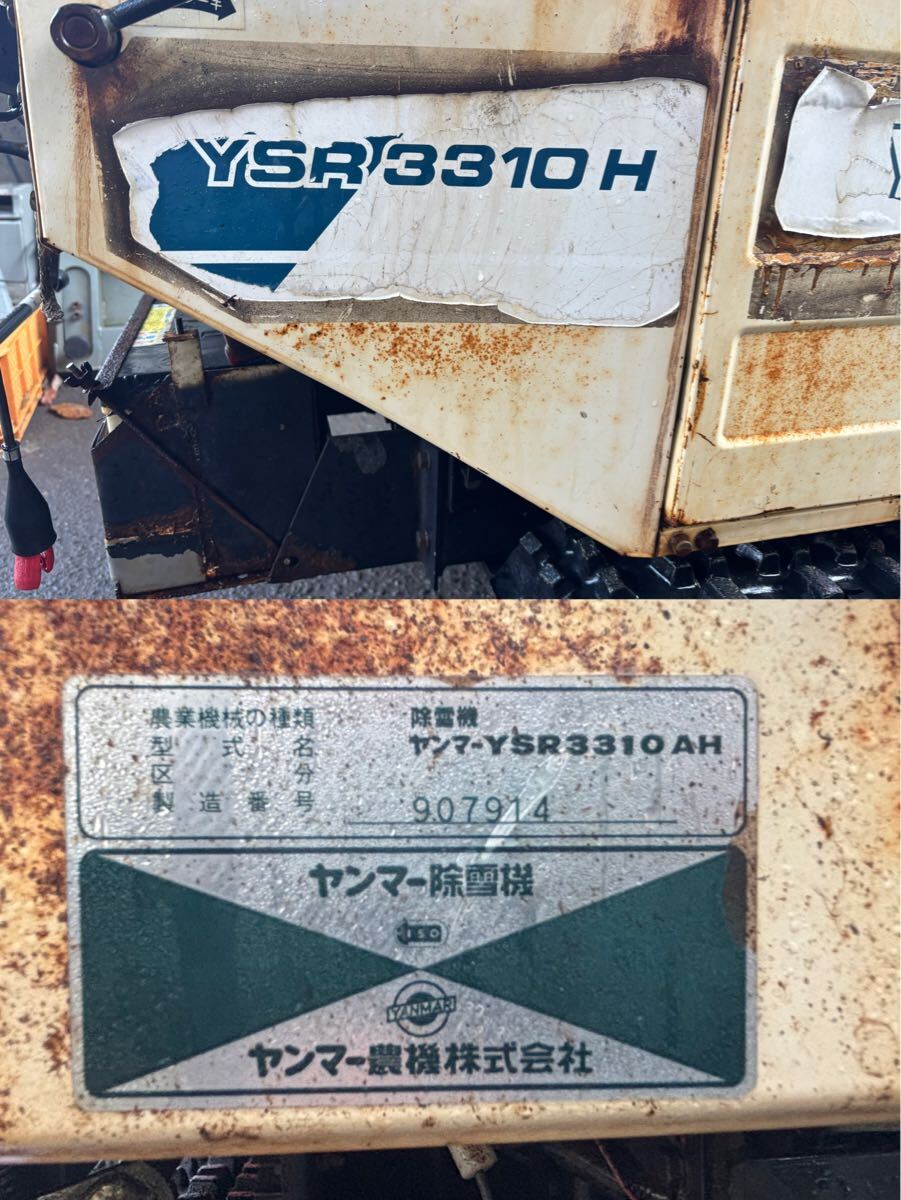 YSR 3310 H
農業機械の種類 除雪機
型式名 ヤンマーYSR3310AH
区分
製造番号 907914
ヤンマー除雪機
ISO
YANMAR
ヤンマー農機株式会社